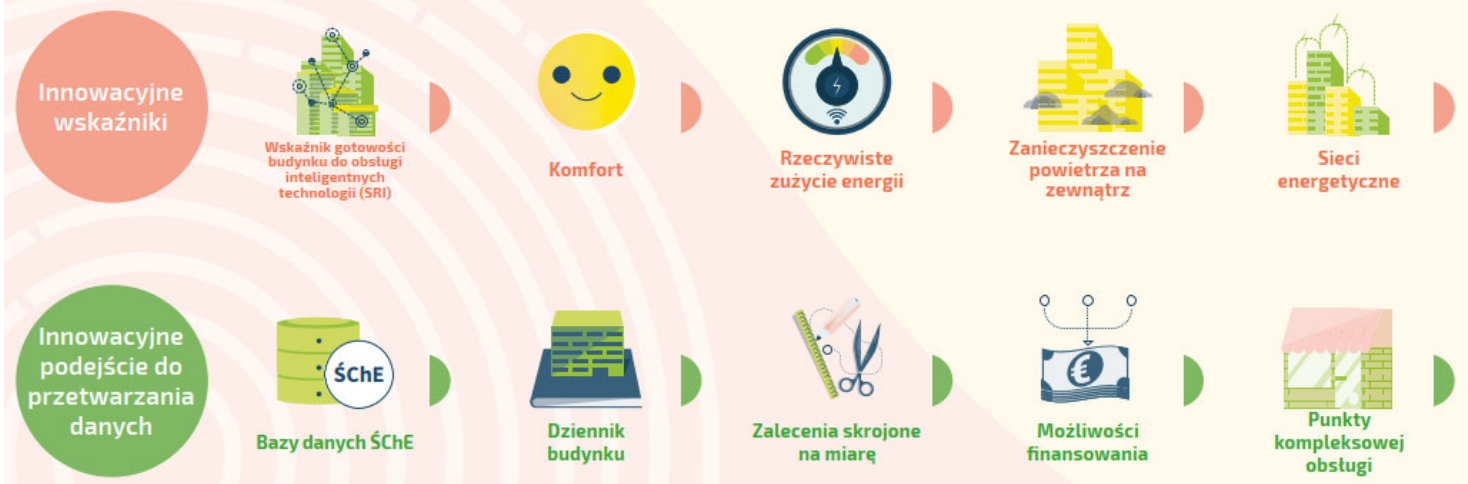 Innowacyjne
wskaźniki
Wskaźnik gotowości
budynku do obsługi
inteligentnych
technologii (SRI)
Komfort
Rzeczywiste
zużycie energii
Zanieczyszczenie
powietrza na
zewnątrz
Sieci
energetyczne
Innowacyjne
podejście do
przetwarzania
danych
ŚChE
Bazy danych ŚChE
Dziennik
budynku
Zalecenia skrojone
na miarę
Możliwości
finansowania
Punkty
kompleksowej
obsługi